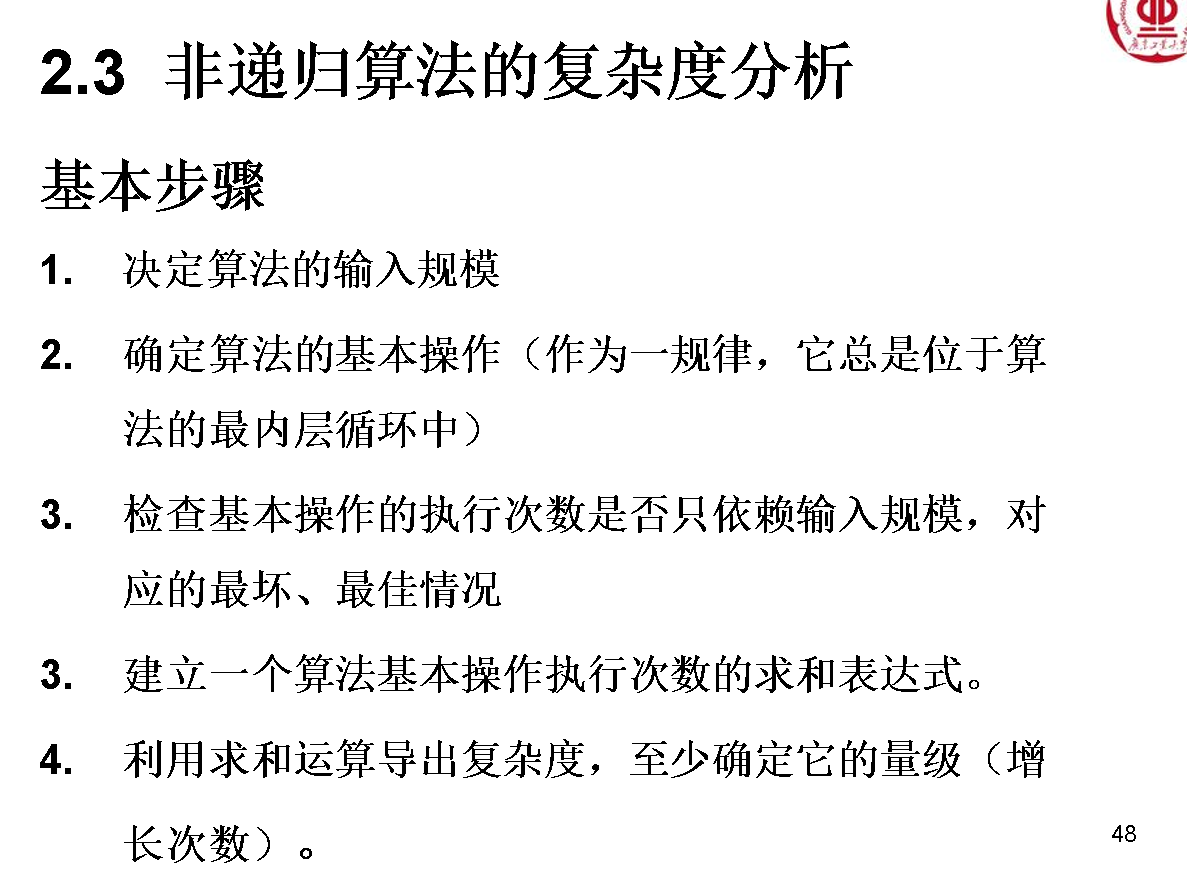 2.3 非递归算法的复杂度分析
基本步骤
1. 决定算法的输入规模
2. 确定算法的基本操作（作为一规律，它总是位于算
法的最内层循环中）
3. 检查基本操作的执行次数是否只依赖输入规模，对
应的最坏、最佳情况
3. 建立一个算法基本操作执行次数的求和表达式。
4. 利用求和运算导出复杂度，至少确定它的量级（增
长次数）。
48